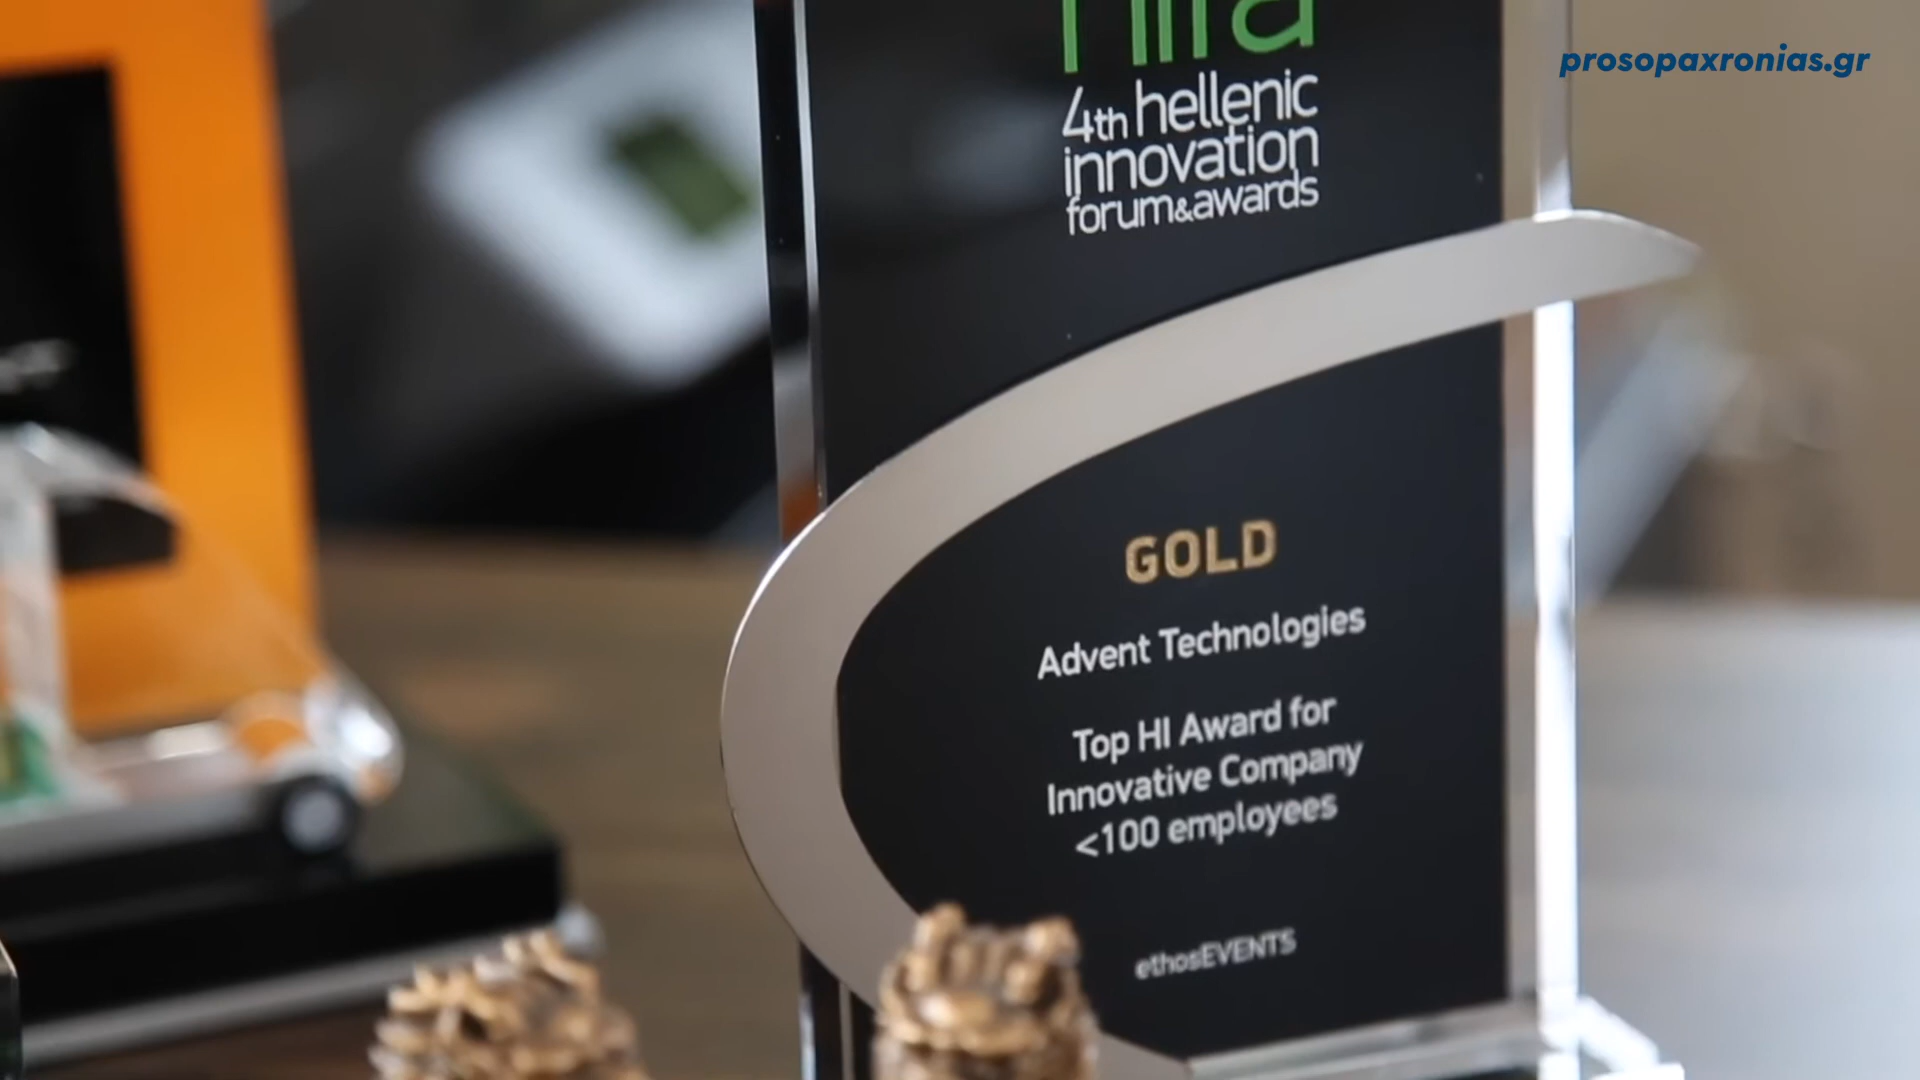 prosopaxronias.gr
4th hellenic
innovation
forum&awards
GOLD
Advent Technologies
Top HI Award for
Innovative Company
<100 employees
ethosEVENTS